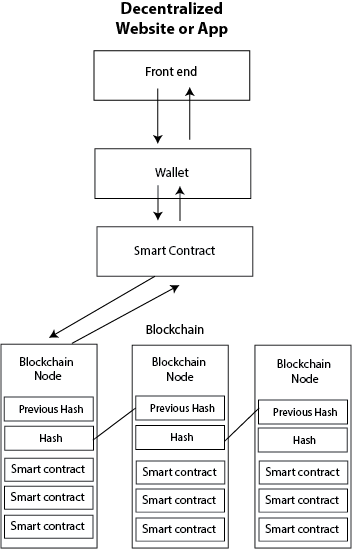 Decentralized
Website or App
Front end
Wallet
Smart Contract
Blockchain
Blockchain
Node
Previous Hash
Hash
Smart contract
Smart contract
Smart contract
Blockchain
Node
Previous Hash
Hash
Smart contract
Smart contract
Smart contract
Blockchain
Node
Previous Hash
Hash
Smart contract
Smart contract
Smart contract